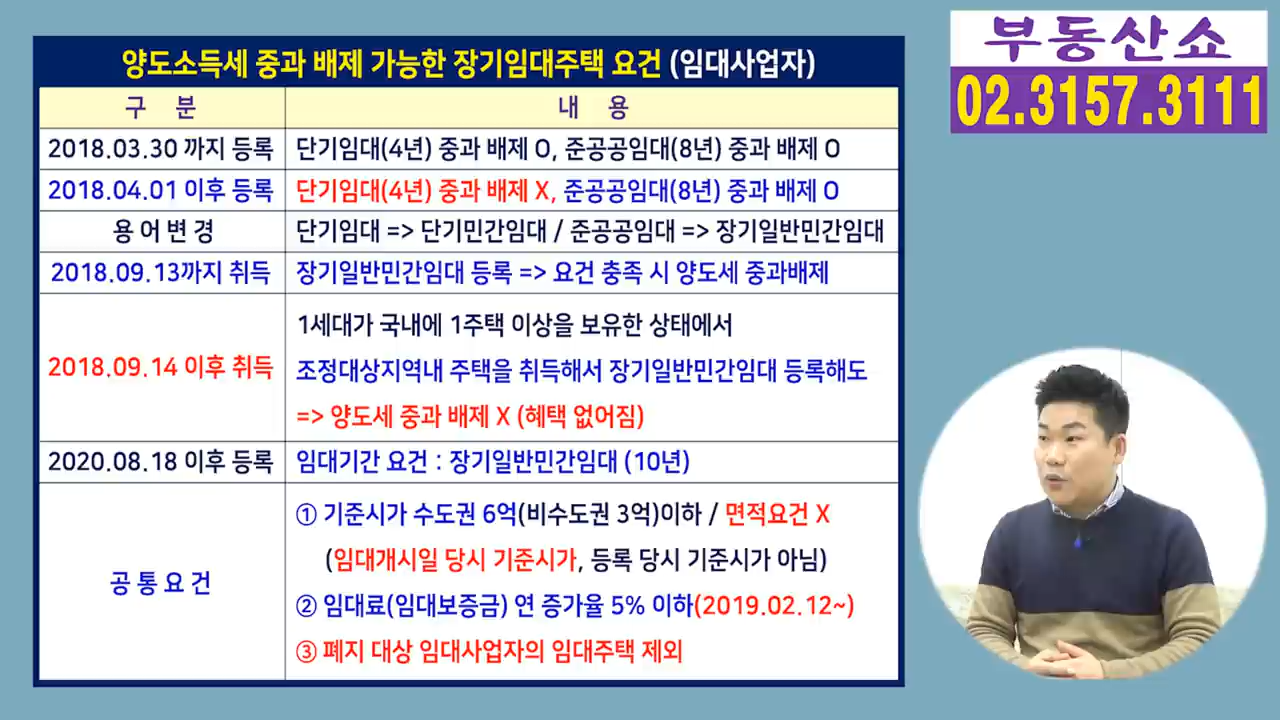 양도소득세 중과 배제 가능한 장기임대주택 요건 (임대사업자)
부동산쇼
02.3157.3111
구 분 내 용
2018.03.30 까지 등록 단기임대(4년) 중과 배제 O, 준공공임대(8년) 중과 배제 O
2018.04.01 이후 등록 단기임대(4년) 중과 배제 X, 준공공임대(8년) 중과 배제 O
용 어 변 경 단기임대 => 단기민간임대 / 준공공임대 => 장기일반민간임대
2018.09.13까지 취득 장기일반민간임대 등록 => 요건 충족 시 양도세 중과배제
2018.09.14 이후 취득
1세대가 국내에 1주택 이상을 보유한 상태에서
조정대상지역내 주택을 취득해서 장기일반민간임대 등록해도
=> 양도세 중과 배제 X (혜택 없어짐)
2020.08.18 이후 등록 임대기간 요건 : 장기일반민간임대 (10년)
공 통 요 건
① 기준시가 수도권 6억(비수도권 3억)이하 / 면적요건 X
(임대개시일 당시 기준시가, 등록 당시 기준시가 아님)
② 임대료(임대보증금) 연 증가율 5% 이하(2019.02.12~)
③ 폐지 대상 임대사업자의 임대주택 제외